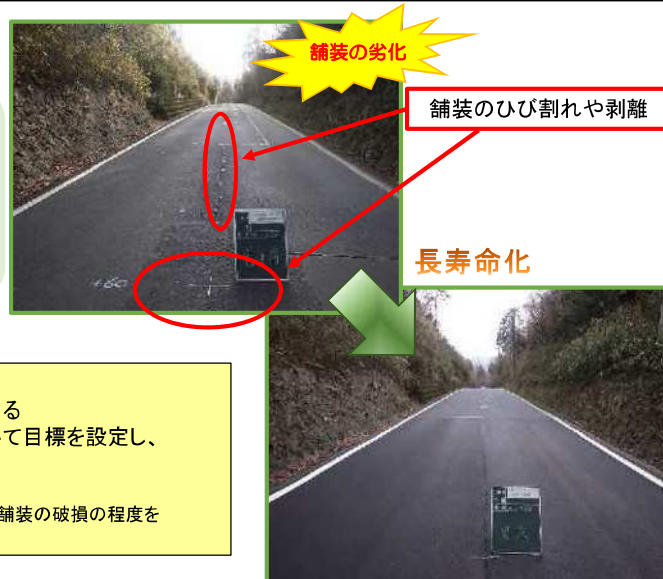 舗装の劣化
舗装のひび割れや剥離
+60
長寿命化
る
て目標を設定し、
舗装の破損の程度を